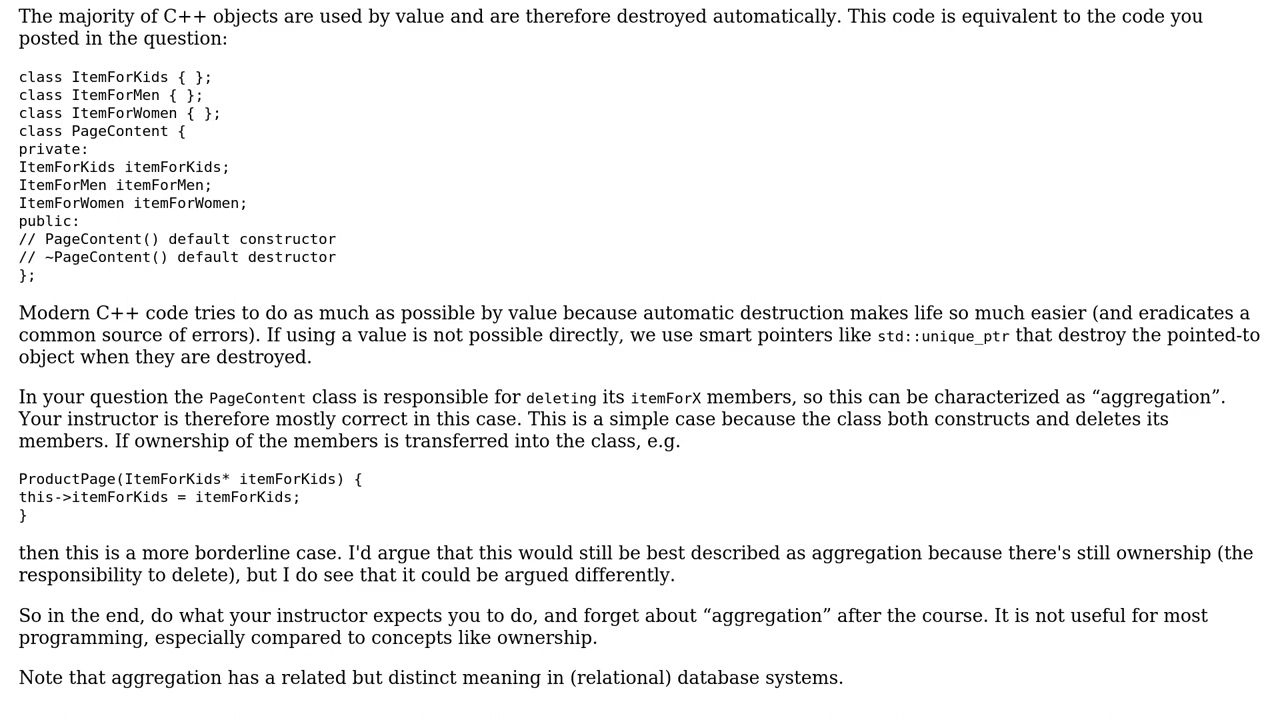 The majority of C++ objects are used by value and are therefore destroyed automatically. This code is equivalent to the code you
posted in the question:
class ItemForKids { };
class ItemForMen { };
class ItemForWomen { };
class PageContent {
private:
ItemForKids itemForKids;
ItemForMen itemForMen;
ItemForWomen itemForWomen;
public:
// PageContent() default constructor
// ~PageContent() default destructor
};
Modern C++ code tries to do as much as possible by value because automatic destruction makes life so much easier (and eradicates a
common source of errors). If using a value is not possible directly, we use smart pointers like std::unique_ptr that destroy the pointed-to
object when they are destroyed.
In your question the PageContent class is responsible for deleting its itemForX members, so this can be characterized as “aggregation”.
Your instructor is therefore mostly correct in this case. This is a simple case because the class both constructs and deletes its
members. If ownership of the members is transferred into the class, e.g.
ProductPage(ItemForKids* itemForKids) {
this->itemForKids = itemForKids;
}
then this is a more borderline case. I'd argue that this would still be best described as aggregation because there's still ownership (the
responsibility to delete), but I do see that it could be argued differently.
So in the end, do what your instructor expects you to do, and forget about “aggregation” after the course. It is not useful for most
programming, especially compared to concepts like ownership.
Note that aggregation has a related but distinct meaning in (relational) database systems.